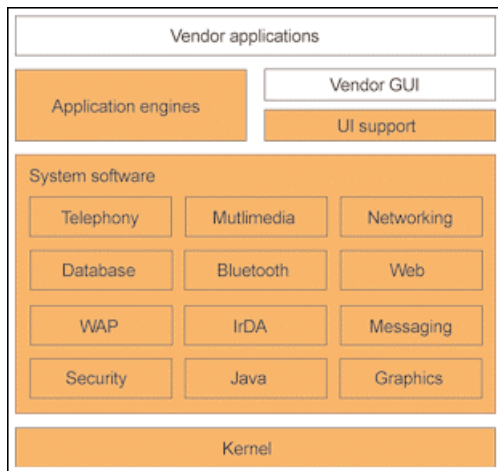 Vendor applications
Application engines
Vendor GUI
UI support
System software
Telephony
Mutlimedia
Networking
Database
Bluetooth
Web
WAP
IrDA
Messaging
Security
Java
Graphics
Kernel